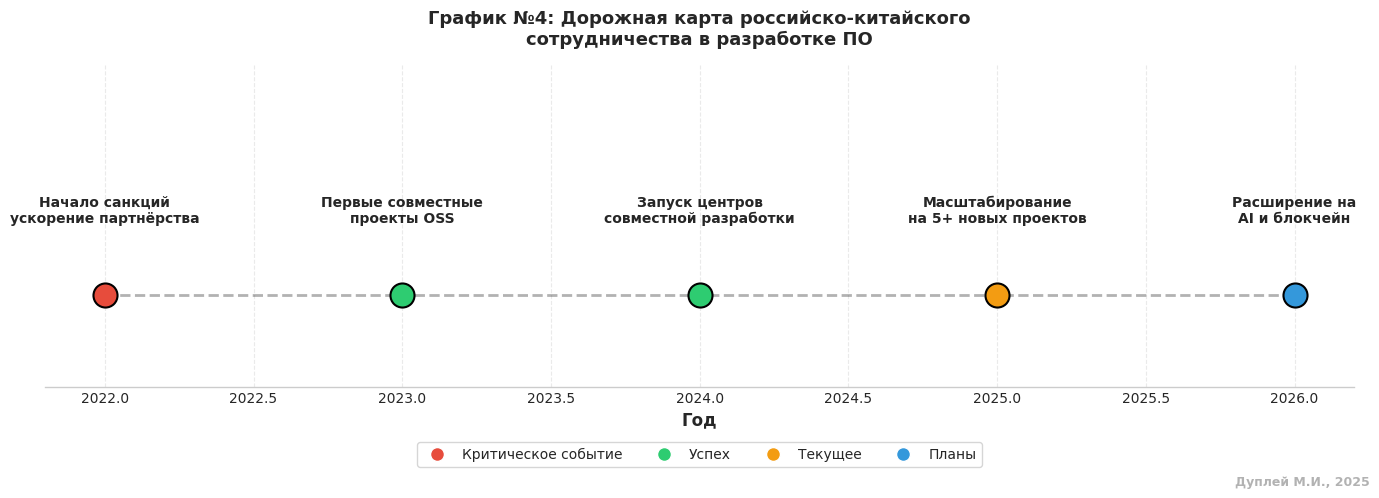 График №4: Дорожная карта российско-китайского
сотрудничества в разработке ПО
Начало санкций
ускорение партнёрства
Первые совместные
проекты OSS
Запуск центров
совместной разработки
Масштабирование
на 5+ новых проектов
Расширение на
AI и блокчейн
2022.0 2022.5 2023.0 2023.5 2024.0 2024.5 2025.0 2025.5 2026.0
Год
Критическое событие Успех Текущее Планы
Дуплей М.И., 2025